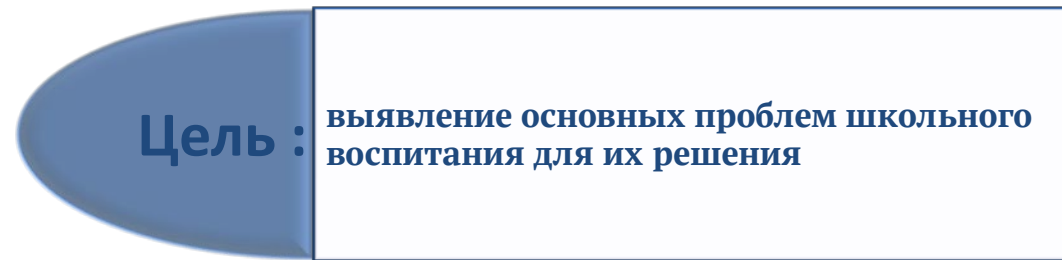 Цель :
выявление основных проблем школьного
воспитания для их решения